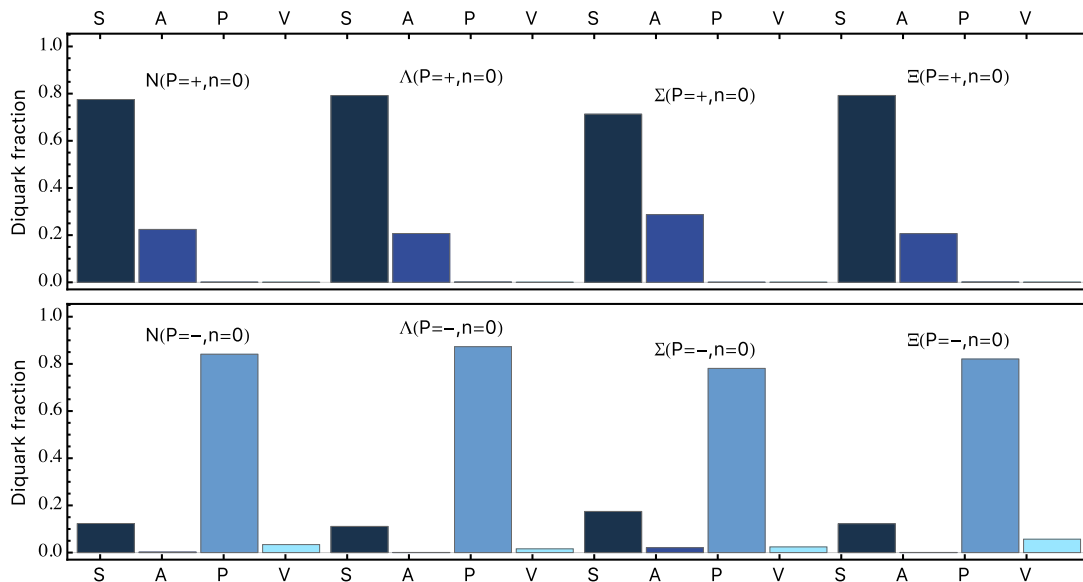 S A P V S A P V S A P V S A P V
Diquark fraction
1.0
0.8
0.6
0.4
0.2
0.0
N(P=+,n=0)
Λ(P=+,n=0)
Σ(P=+,n=0)
Ξ(P=+,n=0)
Diquark fraction
1.0
0.8
0.6
0.4
0.2
0.0
N(P=−,n=0)
Λ(P=−,n=0)
Σ(P=−,n=0)
Ξ(P=−,n=0)
S A P V S A P V S A P V S A P V